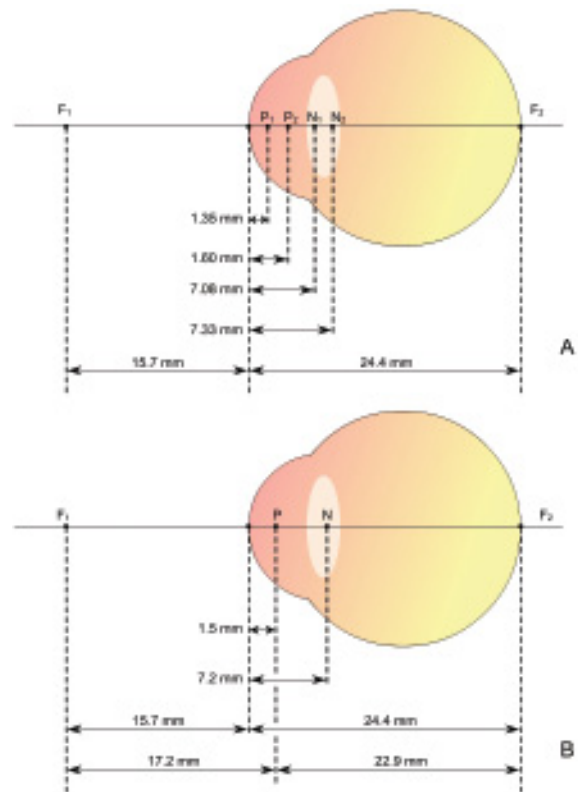 F₁ P₁ P₂ N₁ N₂ F₂
1.35 mm
1.60 mm
7.08 mm
7.33 mm
A
15.7 mm 24.4 mm
F₁ P N F₂
1.5 mm
7.2 mm
15.7 mm 24.4 mm
B
17.2 mm 22.9 mm